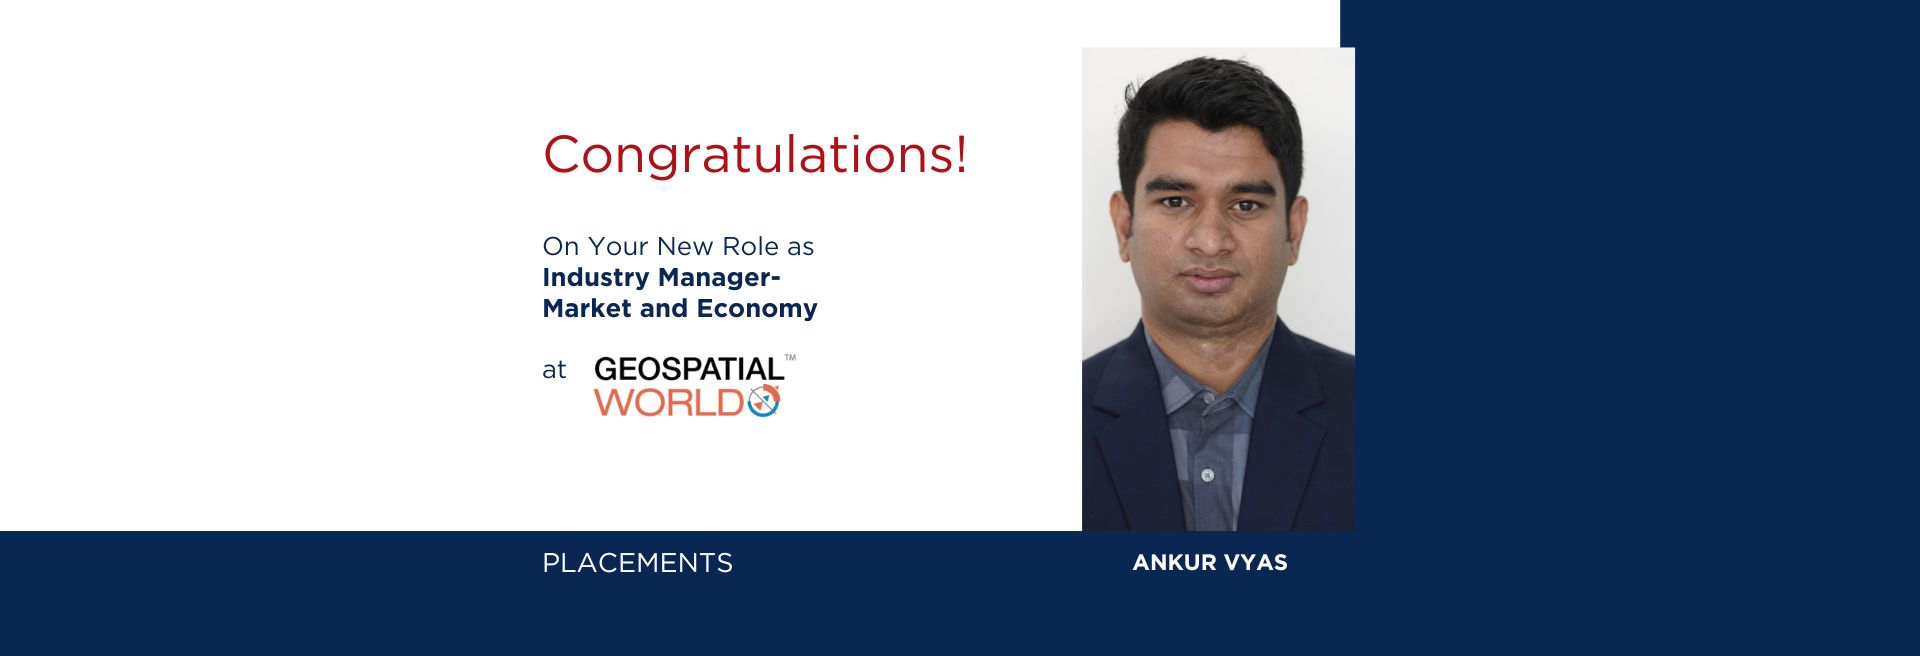 Congratulations!
On Your New Role as
Industry Manager-
Market and Economy
at
GEOSPATIAL™
WORLD
PLACEMENTS
ANKUR VYAS